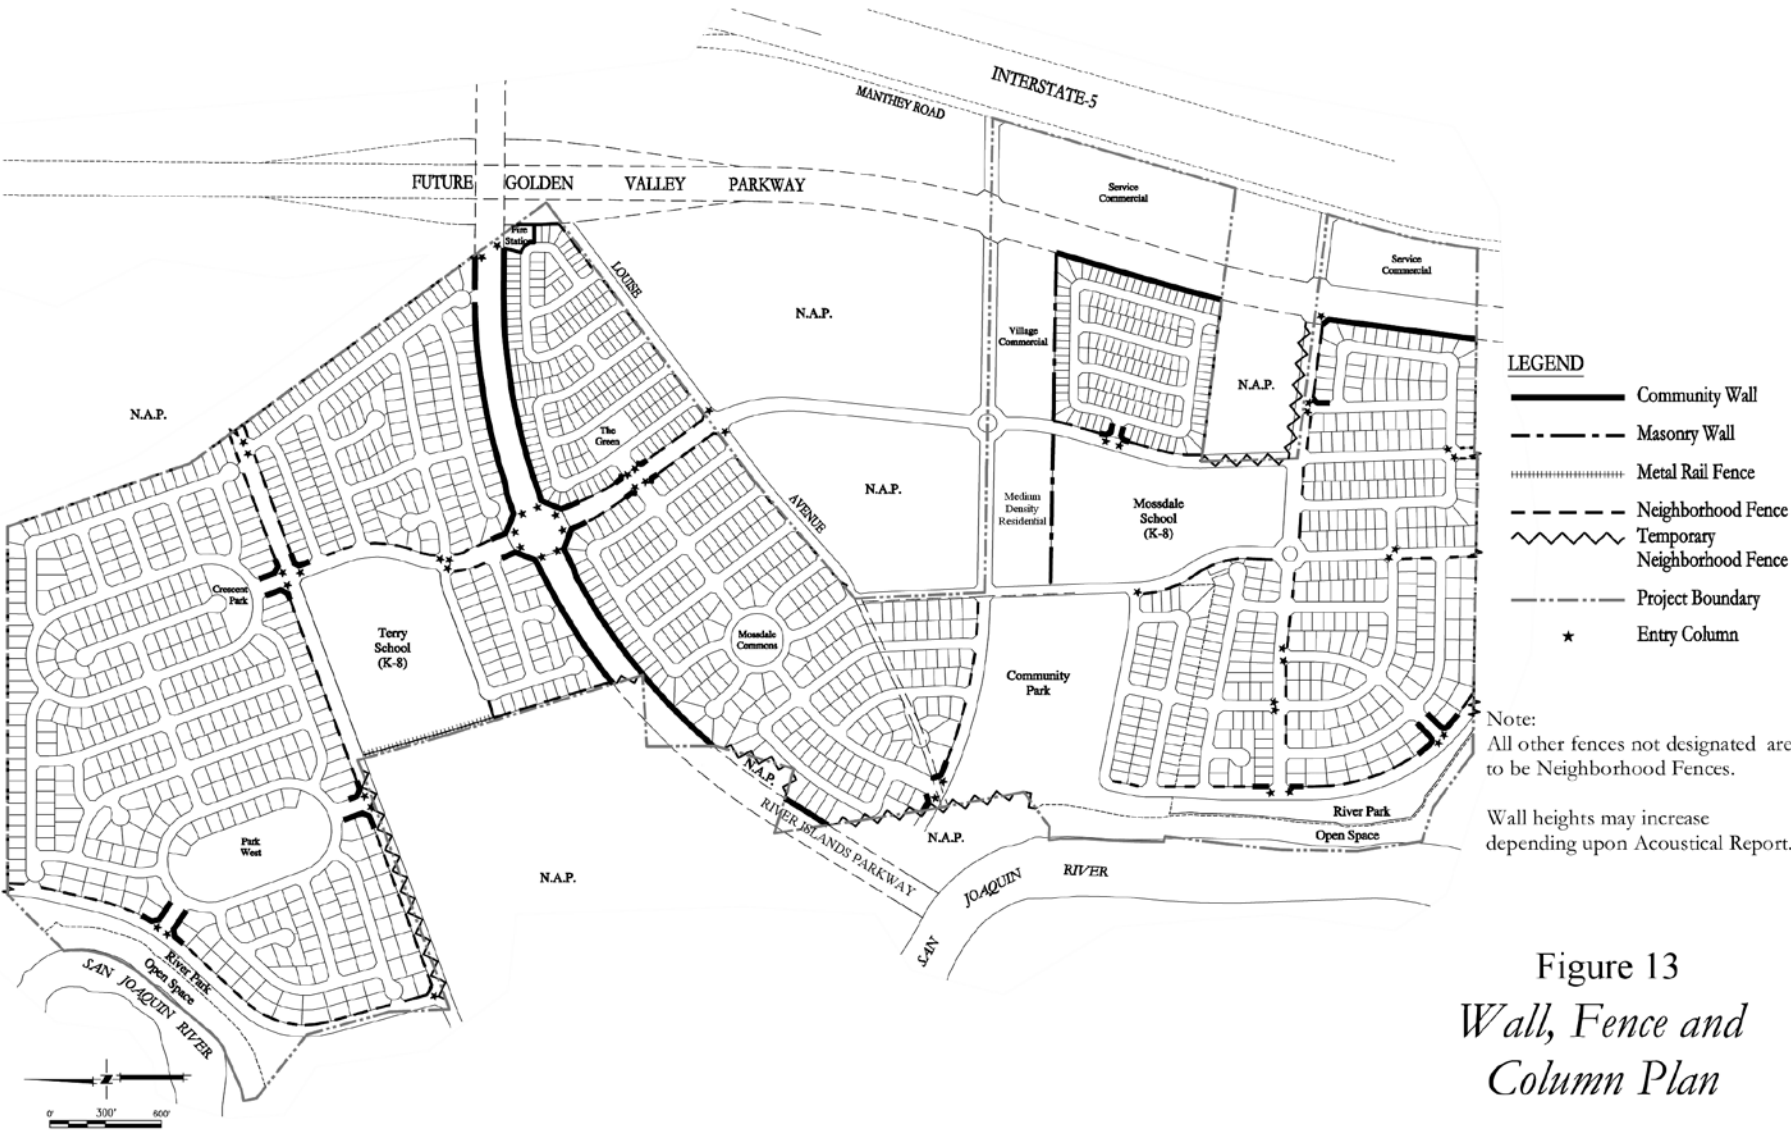 INTERSTATE-5
MANTHEY ROAD
FUTURE GOLDEN VALLEY PARKWAY
Service
Commercial
Fire
Station
Service
Commercial
LOUISE
N.A.P.
Village
Commercial
LEGEND
N.A.P.
Community Wall
N.A.P.
Masonry Wall
The
Green
Metal Rail Fence
N.A.P.
Medium
Density
Residential
Mossdale
School
(K-8)
AVENUE
Neighborhood Fence
Temporary
Neighborhood Fence
Crescent
Park
Project Boundary
Terry
School
(K-8)
Mossdale
Commons
Entry Column
Community
Park
Note:
All other fences not designated are
to be Neighborhood Fences.
N.A.P.
RIVER ISLANDS PARKWAY
River Park
Wall heights may increase
depending upon Acoustical Report.
Open Space
N.A.P.
Park
West
N.A.P.
SAN JOAQUIN RIVER
River Park
Open Space
SAN JOAQUIN RIVER
Figure 13
Wall, Fence and
Column Plan
Z
0' 300' 600'